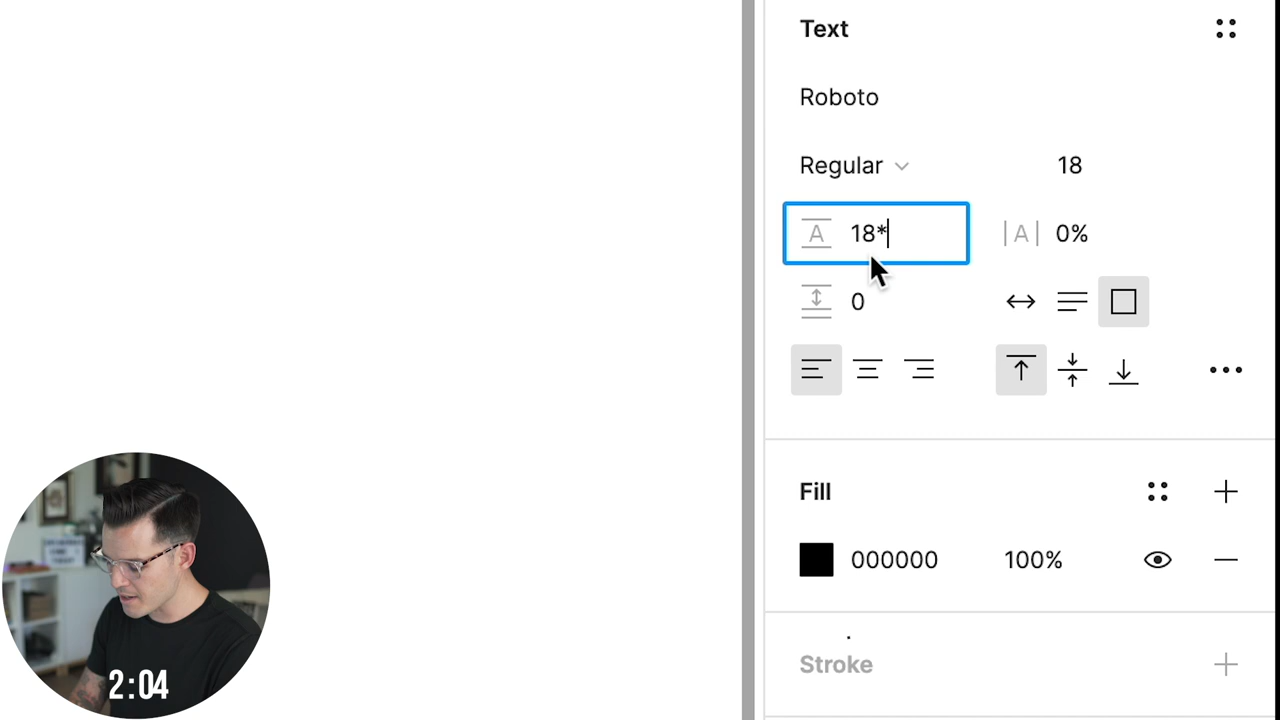 Text
Roboto
Regular 18
A 18* |A| 0%
0
Fill
000000 100%
Stroke
2:04